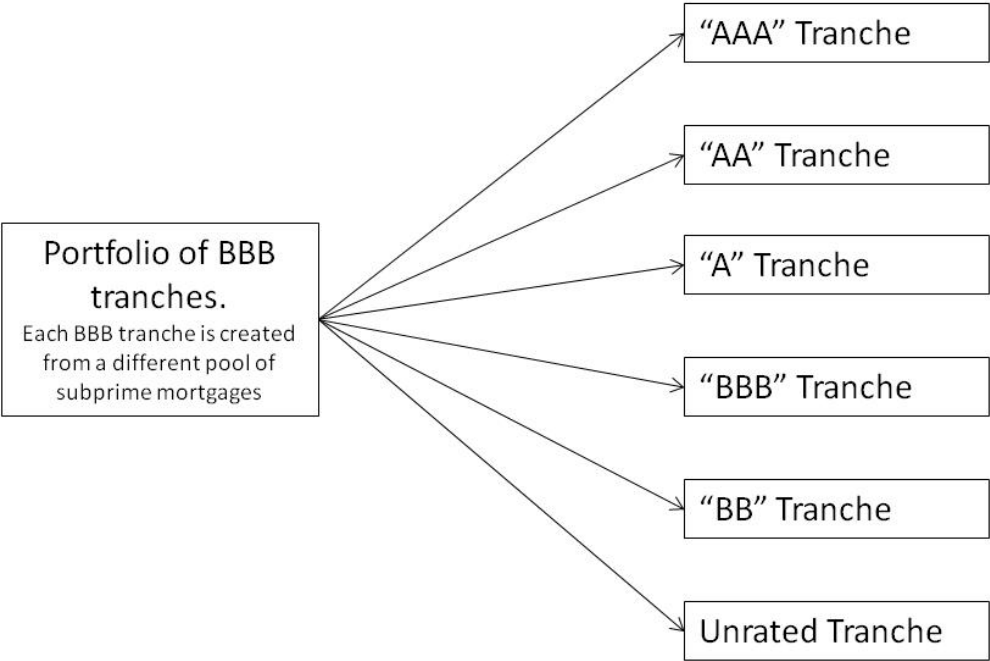 Portfolio of BBB
tranches.
Each BBB tranche is created
from a different pool of
subprime mortgages
“AAA” Tranche
“AA” Tranche
“A” Tranche
“BBB” Tranche
“BB” Tranche
Unrated Tranche